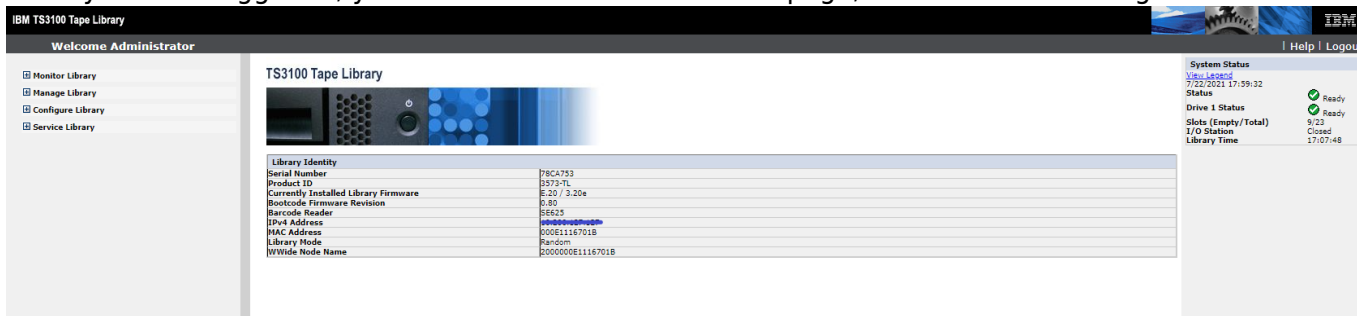 IBM TS3100 Tape Library
IBM
Welcome Administrator
| Help | Logou
Monitor Library
Manage Library
Configure Library
Service Library
TS3100 Tape Library
Library Identity
Serial Number 78CA753
Product ID 3573-TL
Currently Installed Library Firmware E.20 / 3.20e
Bootcode Firmware Revision 0.80
Barcode Reader SE625
IPv4 Address
MAC Address 000E1116701B
Library Mode Random
WWide Node Name 2000000E1116701B
System Status
View Legend
7/22/2021 17:59:32
Status Ready
Drive 1 Status Ready
Slots (Empty/Total) 9/23
I/O Station Closed
Library Time 17:07:48